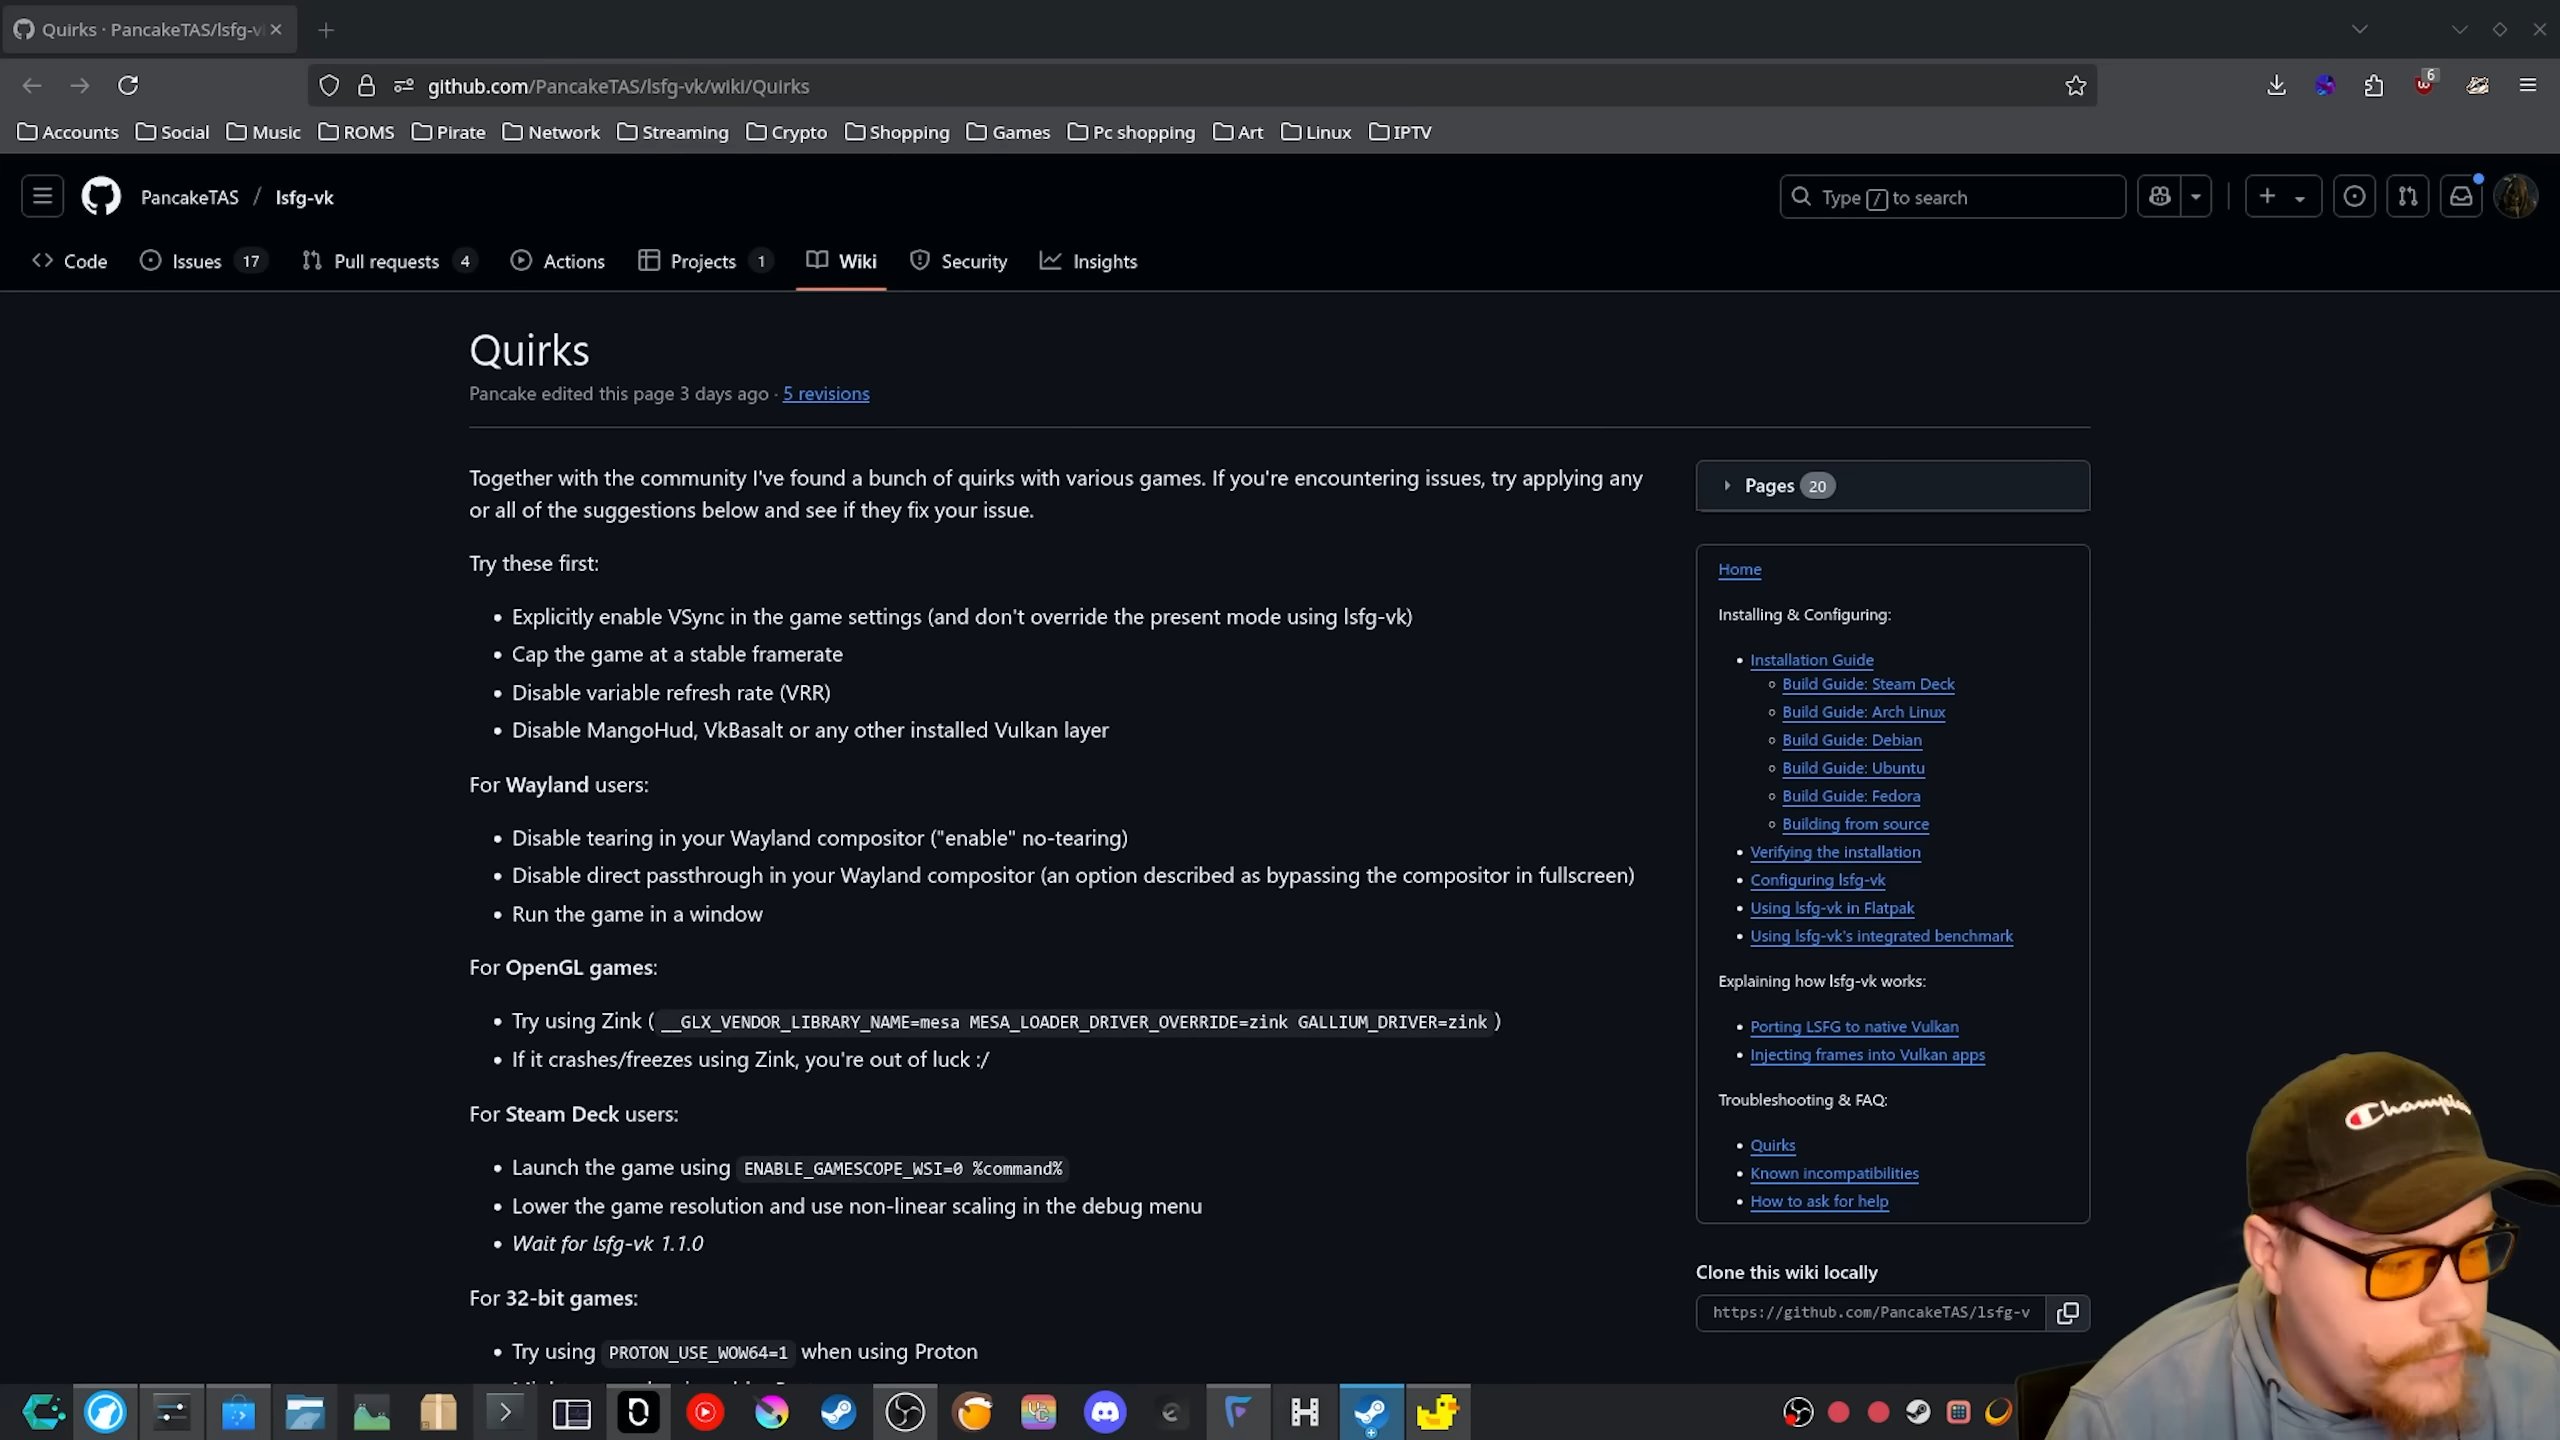 Quirks · PancakeTAS/lsfg-v
github.com/PancakeTAS/lsfg-vk/wiki/Quirks
6
Accounts Social Music ROMS Pirate Network Streaming Crypto Shopping Games Pc shopping Art Linux IPTV
PancakeTAS / lsfg-vk
Type / to search
Code Issues 17 Pull requests 4 Actions Projects 1 Wiki Security Insights
Quirks
Pancake edited this page 3 days ago · 5 revisions
Together with the community I've found a bunch of quirks with various games. If you're encountering issues, try applying any
or all of the suggestions below and see if they fix your issue.
Try these first:
• Explicitly enable VSync in the game settings (and don't override the present mode using lsfg-vk)
• Cap the game at a stable framerate
• Disable variable refresh rate (VRR)
• Disable MangoHud, VkBasalt or any other installed Vulkan layer
For Wayland users:
• Disable tearing in your Wayland compositor ("enable" no-tearing)
• Disable direct passthrough in your Wayland compositor (an option described as bypassing the compositor in fullscreen)
• Run the game in a window
For OpenGL games:
• Try using Zink ( __GLX_VENDOR_LIBRARY_NAME=mesa MESA_LOADER_DRIVER_OVERRIDE=zink GALLIUM_DRIVER=zink )
• If it crashes/freezes using Zink, you're out of luck :/
For Steam Deck users:
• Launch the game using ENABLE_GAMESCOPE_WSI=0 %command%
• Lower the game resolution and use non-linear scaling in the debug menu
• Wait for lsfg-vk 1.1.0
For 32-bit games:
• Try using PROTON_USE_WOW64=1 when using Proton
Pages 20
Home
Installing & Configuring:
• Installation Guide
Build Guide: Steam Deck
Build Guide: Arch Linux
Build Guide: Debian
Build Guide: Ubuntu
Build Guide: Fedora
Building from source
• Verifying the installation
• Configuring lsfg-vk
• Using lsfg-vk in Flatpak
• Using lsfg-vk's integrated benchmark
Explaining how lsfg-vk works:
• Porting LSFG to native Vulkan
• Injecting frames into Vulkan apps
Troubleshooting & FAQ:
• Quirks
• Known incompatibilities
• How to ask for help
Clone this wiki locally
https://github.com/PancakeTAS/lsfg-v
Champion